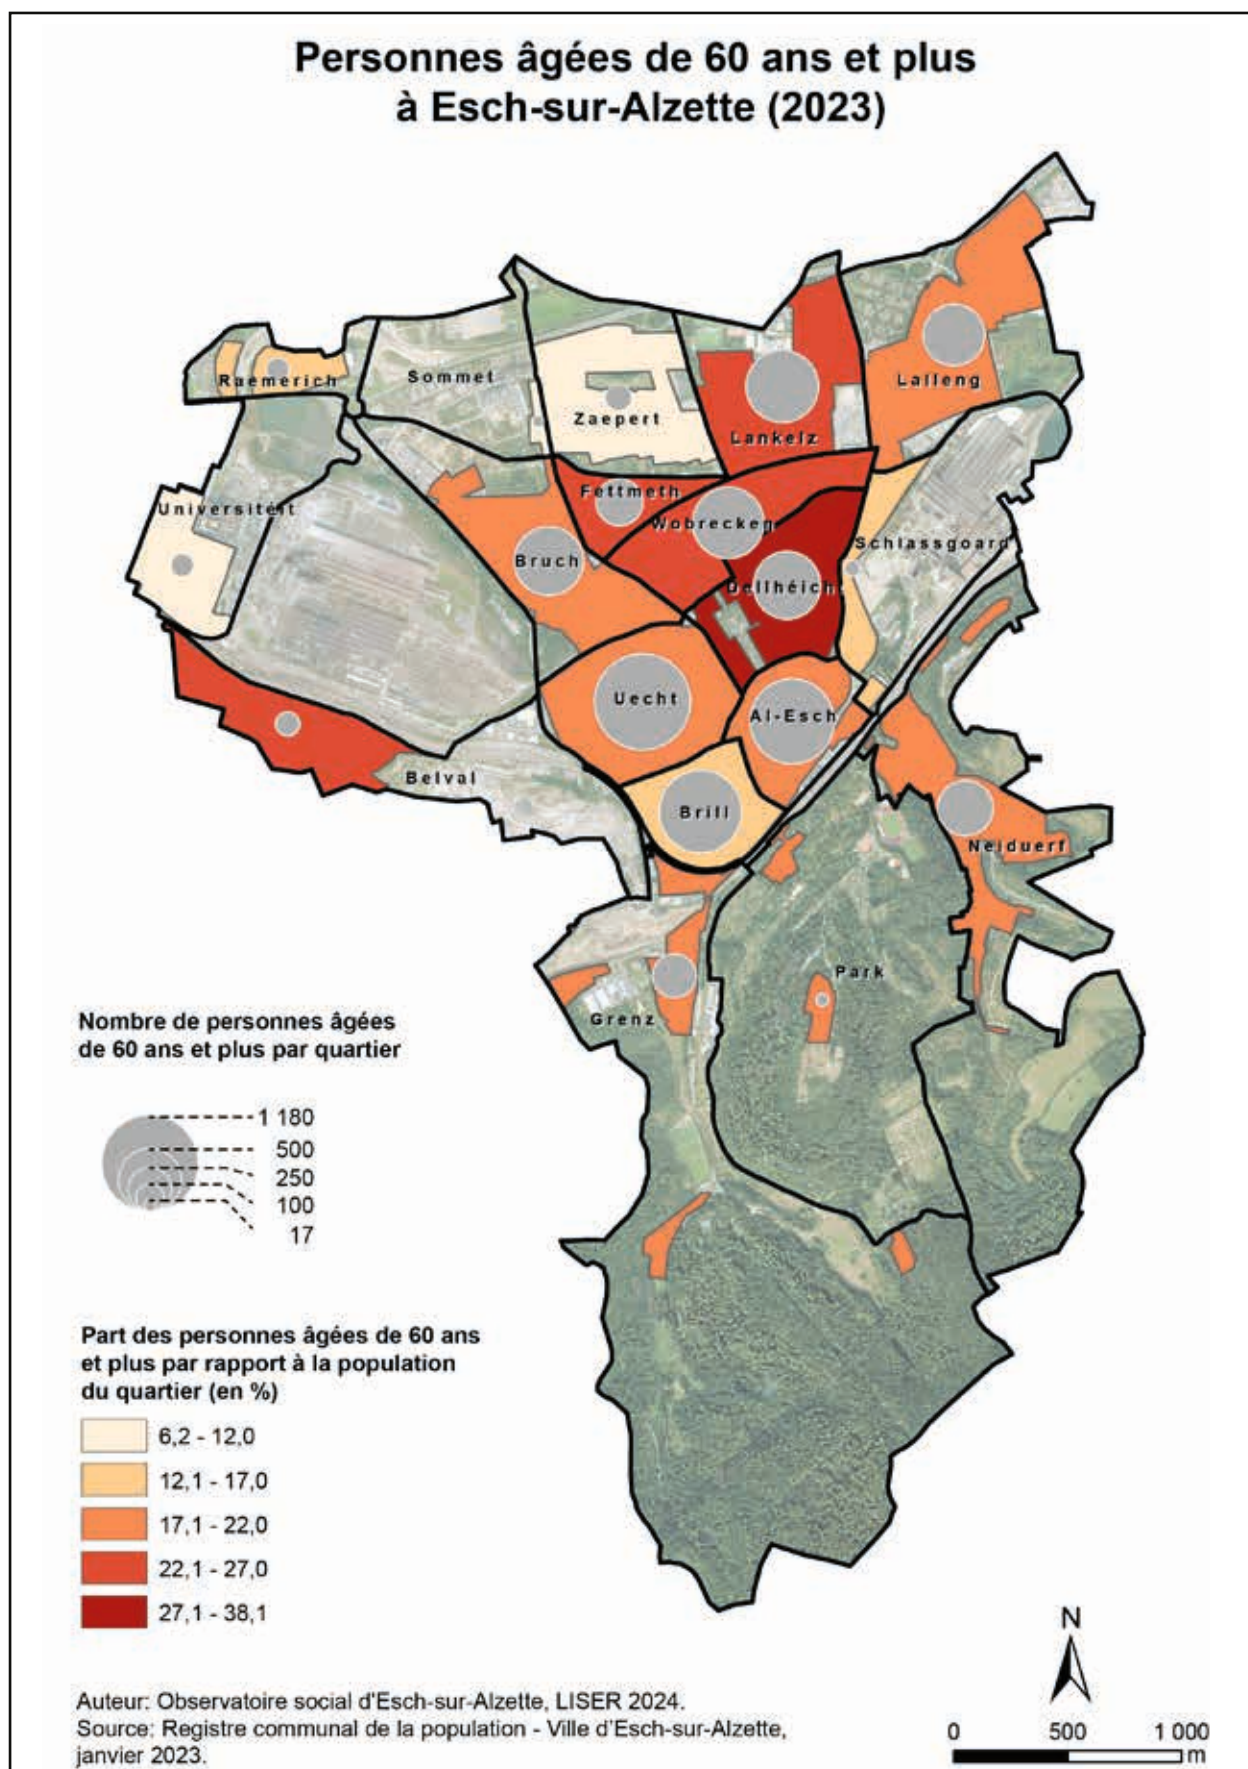 Personnes âgées de 60 ans et plus
à Esch-sur-Alzette (2023)
Raemerich
Sommet
Zaepert
Lankelz
Lalleng
Universitéit
Fettmeth
Wobrecken
Schlassgoard
Bruch
Dellhéicht
Uecht
Al-Esch
Belval
Brill
Neiduerf
Park
Grenz
Nombre de personnes âgées
de 60 ans et plus par quartier
1 180
500
250
100
17
Part des personnes âgées de 60 ans
et plus par rapport à la population
du quartier (en %)
6,2 - 12,0
12,1 - 17,0
17,1 - 22,0
22,1 - 27,0
27,1 - 38,1
N
Auteur: Observatoire social d'Esch-sur-Alzette, LISER 2024.
Source: Registre communal de la population - Ville d'Esch-sur-Alzette,
janvier 2023.
0 500 1 000
m